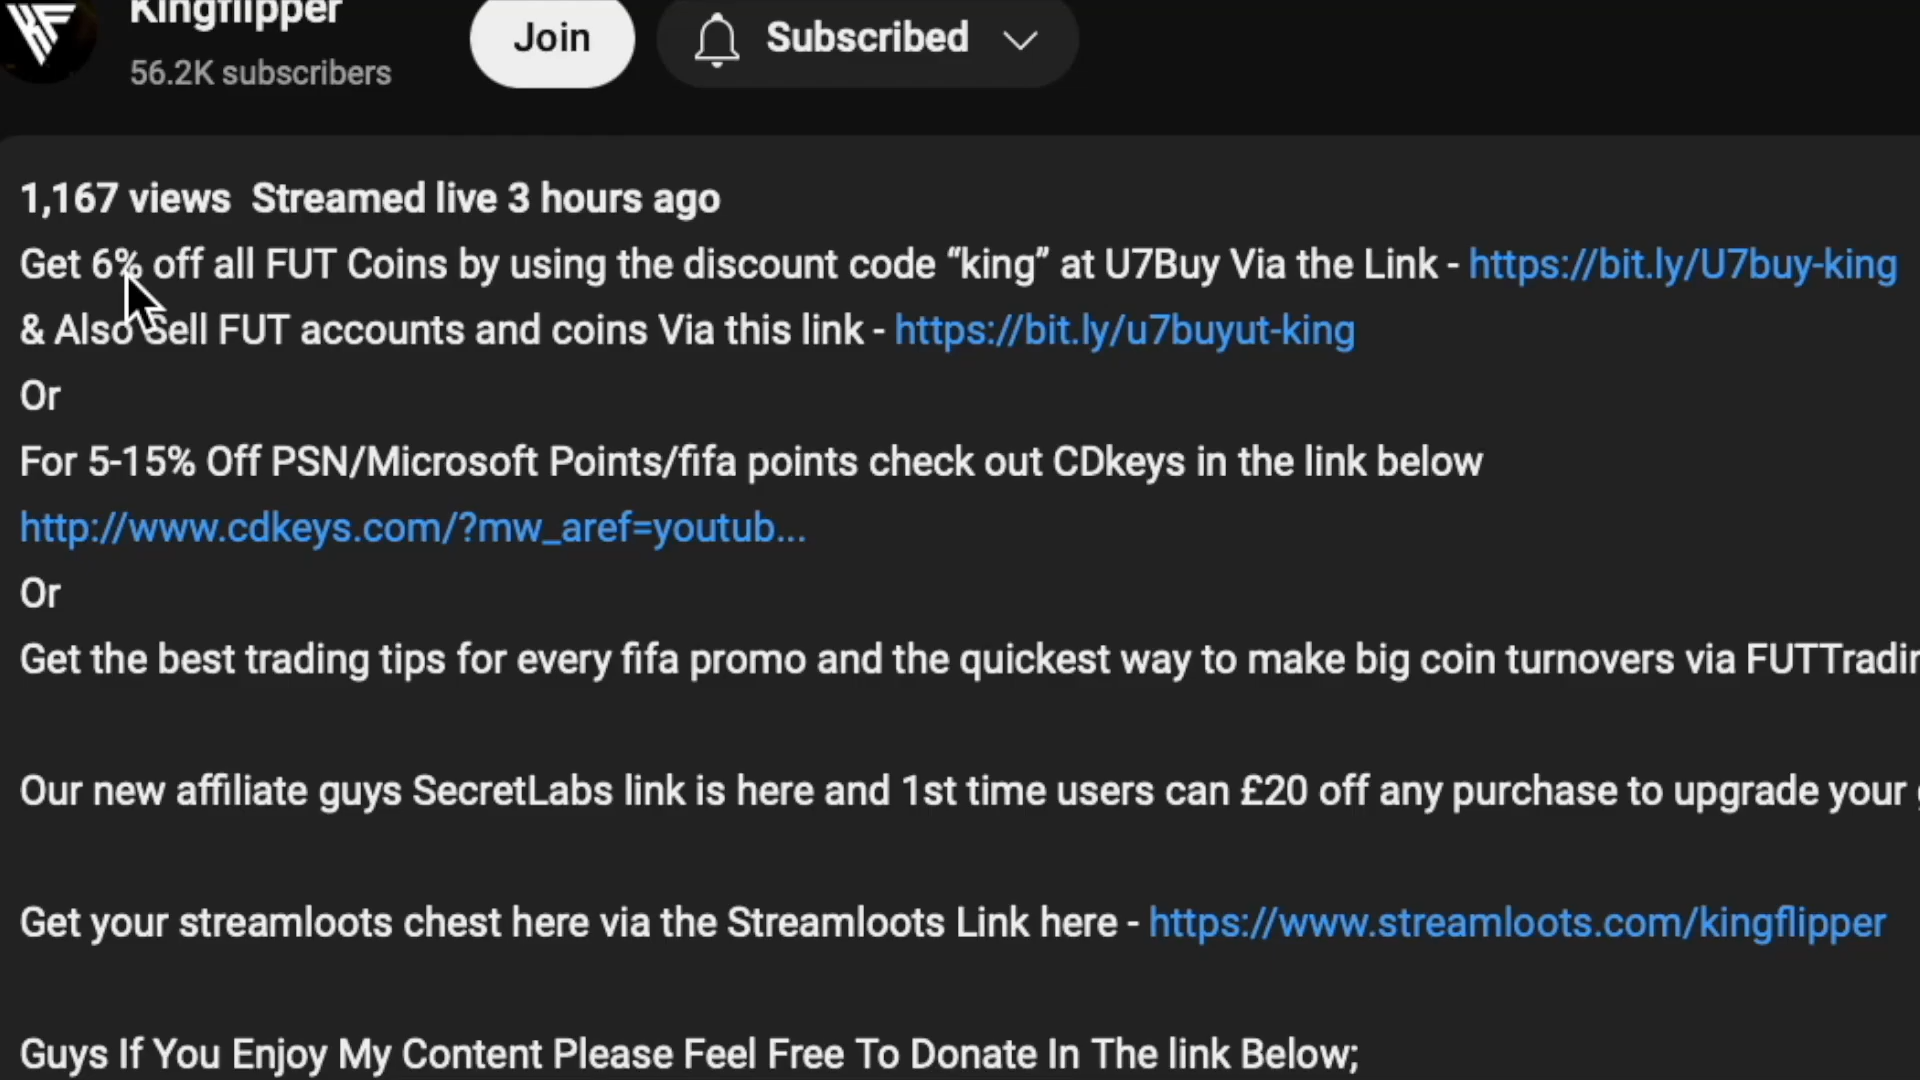 Kingflipper
56.2K subscribers
Join
Subscribed
1,167 views Streamed live 3 hours ago
Get 6% off all FUT Coins by using the discount code “king” at U7Buy Via the Link - https://bit.ly/U7buy-king
& Also Sell FUT accounts and coins Via this link - https://bit.ly/u7buyut-king
Or
For 5-15% Off PSN/Microsoft Points/fifa points check out CDkeys in the link below
http://www.cdkeys.com/?mw_aref=youtub...
Or
Get the best trading tips for every fifa promo and the quickest way to make big coin turnovers via
Our new affiliate guys SecretLabs link is here and 1st time users can £20 off any purchase to upgrade your
Get your streamloots chest here via the Streamloots Link here - https://www.streamloots.com/kingflipper
Guys If You Enjoy My Content Please Feel Free To Donate In The link Below;